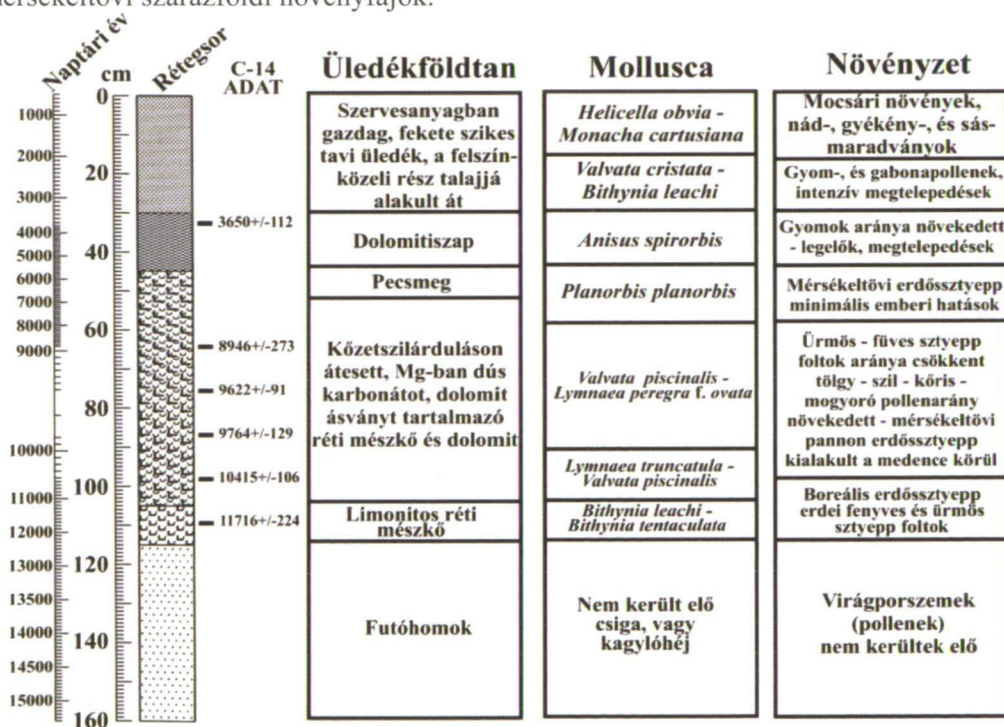 mérsékeltövi szárazföldi növényfajok.
Naptári év
cm
Rétegsor
C-14
ADAT
Üledékföldtan
Mollusca
Növényzet
1000
2000
3000
4000
5000
6000
7000
8000
9000
10000
11000
12000
13000
13500
14000
14500
15000
0
20
40
60
80
100
120
140
160
3650+/-112
8946+/-273
9622+/-91
9764+/-129
10415+/-106
11716+/-224
Szervesanyagban
gazdag, fekete szikes
tavi üledék, a felszín-
közeli rész talajjá
alakult át
Dolomitiszap
Pecsmeg
Kőzetszilárduláson
átesett, Mg-ban dús
karbonátot, dolomit
ásványt tartalmazó
réti mészkő és dolomit
Limonitos réti
mészkő
Futóhomok
Helicella obvia -
Monacha cartusiana
Valvata cristata -
Bithynia leachi
Anisus spirorbis
Planorbis planorbis
Valvata piscinalis -
Lymnaea peregra f. ovata
Lymnaea truncatula -
Valvata piscinalis
Bithynia leachi -
Bithynia tentaculata
Nem került elő
csiga, vagy
kagylóhéj
Mocsári növények,
nád-, gyékény-, és sás-
maradványok
Gyom-, és gabonapollenek,
intenzív megtelepedések
Gyomok aránya növekedett
- legelők, megtelepedések
Mérsékeltövi erdőssztyepp
minimális emberi hatások
Ürmös - füves sztyepp
foltok aránya csökkent
tölgy - szil - kőris -
mogyoró pollenarány
növekedett - mérsékeltövi
pannon erdőssztyepp
kialakult a medence körül
Boreális erdőssztyepp
erdei fenyves és ürmös
sztyepp foltok
Virágporszemek
(pollenek)
nem kerültek elő